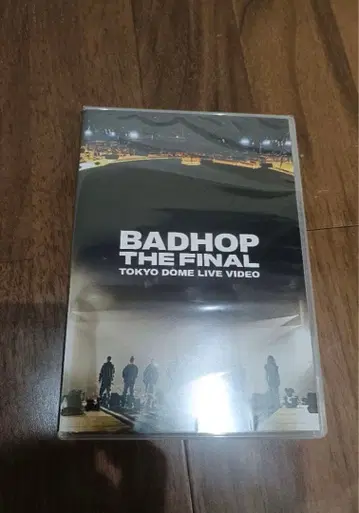 BADHOP
THE FINAL
TOKYO DOME LIVE VIDEO